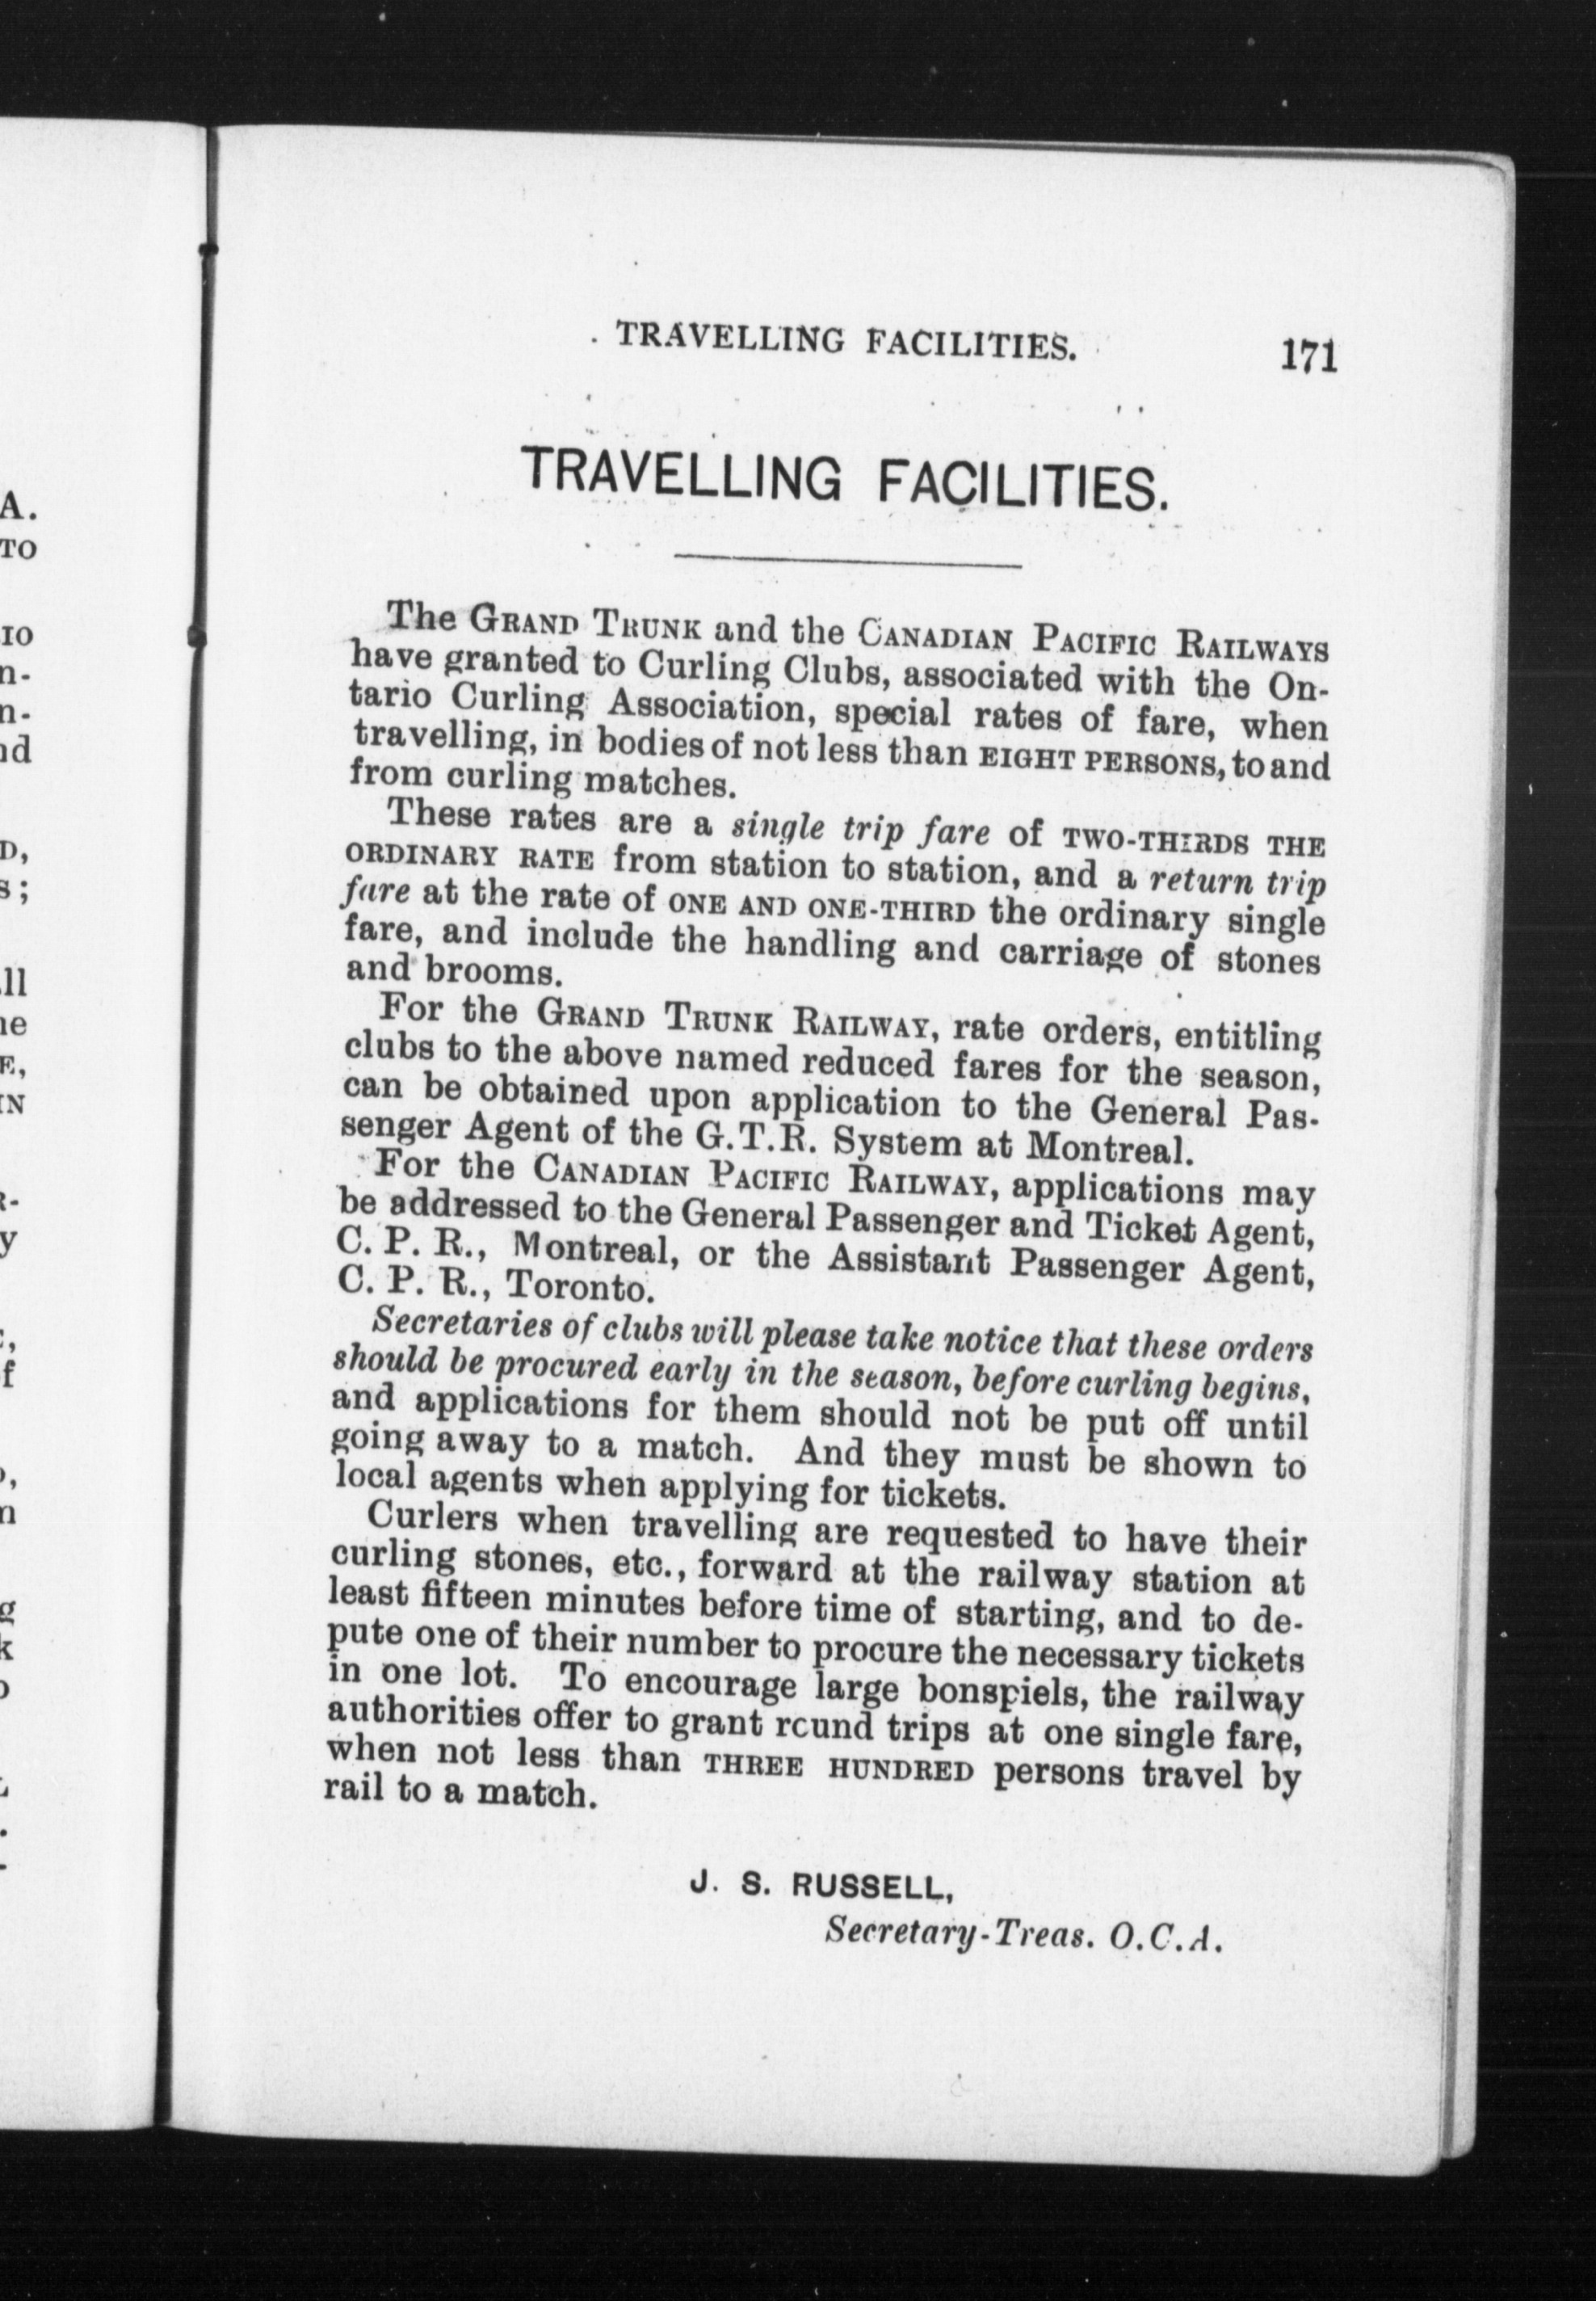 TRAVELLING FACILITIES. 171
TRAVELLING FACILITIES.
The GRAND TRUNK and the CANADIAN PACIFIC RAILWAYS
have granted to Curling Clubs, associated with the On-
tario Curling Association, special rates of fare, when
travelling, in bodies of not less than EIGHT PERSONS, to and
from curling matches.
These rates are a single trip fare of TWO-THIRDS THE
ORDINARY RATE from station to station, and a return trip
fare at the rate of ONE AND ONE-THIRD the ordinary single
fare, and include the handling and carriage of stones
and brooms.
For the GRAND TRUNK RAILWAY, rate orders, entitling
clubs to the above named reduced fares for the season,
can be obtained upon application to the General Pas-
senger Agent of the G.T.R. System at Montreal.
For the CANADIAN PACIFIC RAILWAY, applications may
be addressed to the General Passenger and Ticket Agent,
C. P. R., Montreal, or the Assistant Passenger Agent,
C. P. R., Toronto.
Secretaries of clubs will please take notice that these orders
should be procured early in the season, before curling begins,
and applications for them should not be put off until
going away to a match. And they must be shown to
local agents when applying for tickets.
Curlers when travelling are requested to have their
curling stones, etc., forward at the railway station at
least fifteen minutes before time of starting, and to de-
pute one of their number to procure the necessary tickets
in one lot. To encourage large bonspiels, the railway
authorities offer to grant round trips at one single fare,
when not less than THREE HUNDRED persons travel by
rail to a match.
J. S. RUSSELL,
Secretary-Treas. O.C.A.